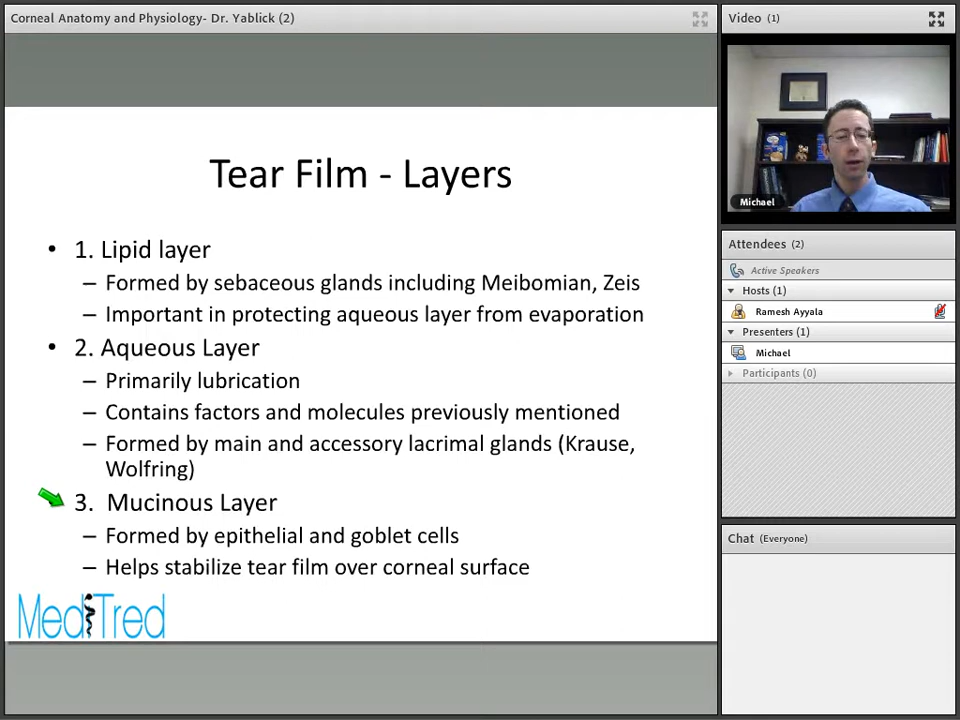 Corneal Anatomy and Physiology- Dr. Yablick (2)
Tear Film - Layers
• 1. Lipid layer
– Formed by sebaceous glands including Meibomian, Zeis
– Important in protecting aqueous layer from evaporation
• 2. Aqueous Layer
– Primarily lubrication
– Contains factors and molecules previously mentioned
– Formed by main and accessory lacrimal glands (Krause,
Wolfring)
3. Mucinous Layer
– Formed by epithelial and goblet cells
– Helps stabilize tear film over corneal surface
MediTred
Video (1)
Michael
Attendees (2)
Active Speakers
Hosts (1)
Ramesh Ayyala
Presenters (1)
Michael
Participants (0)
Chat (Everyone)